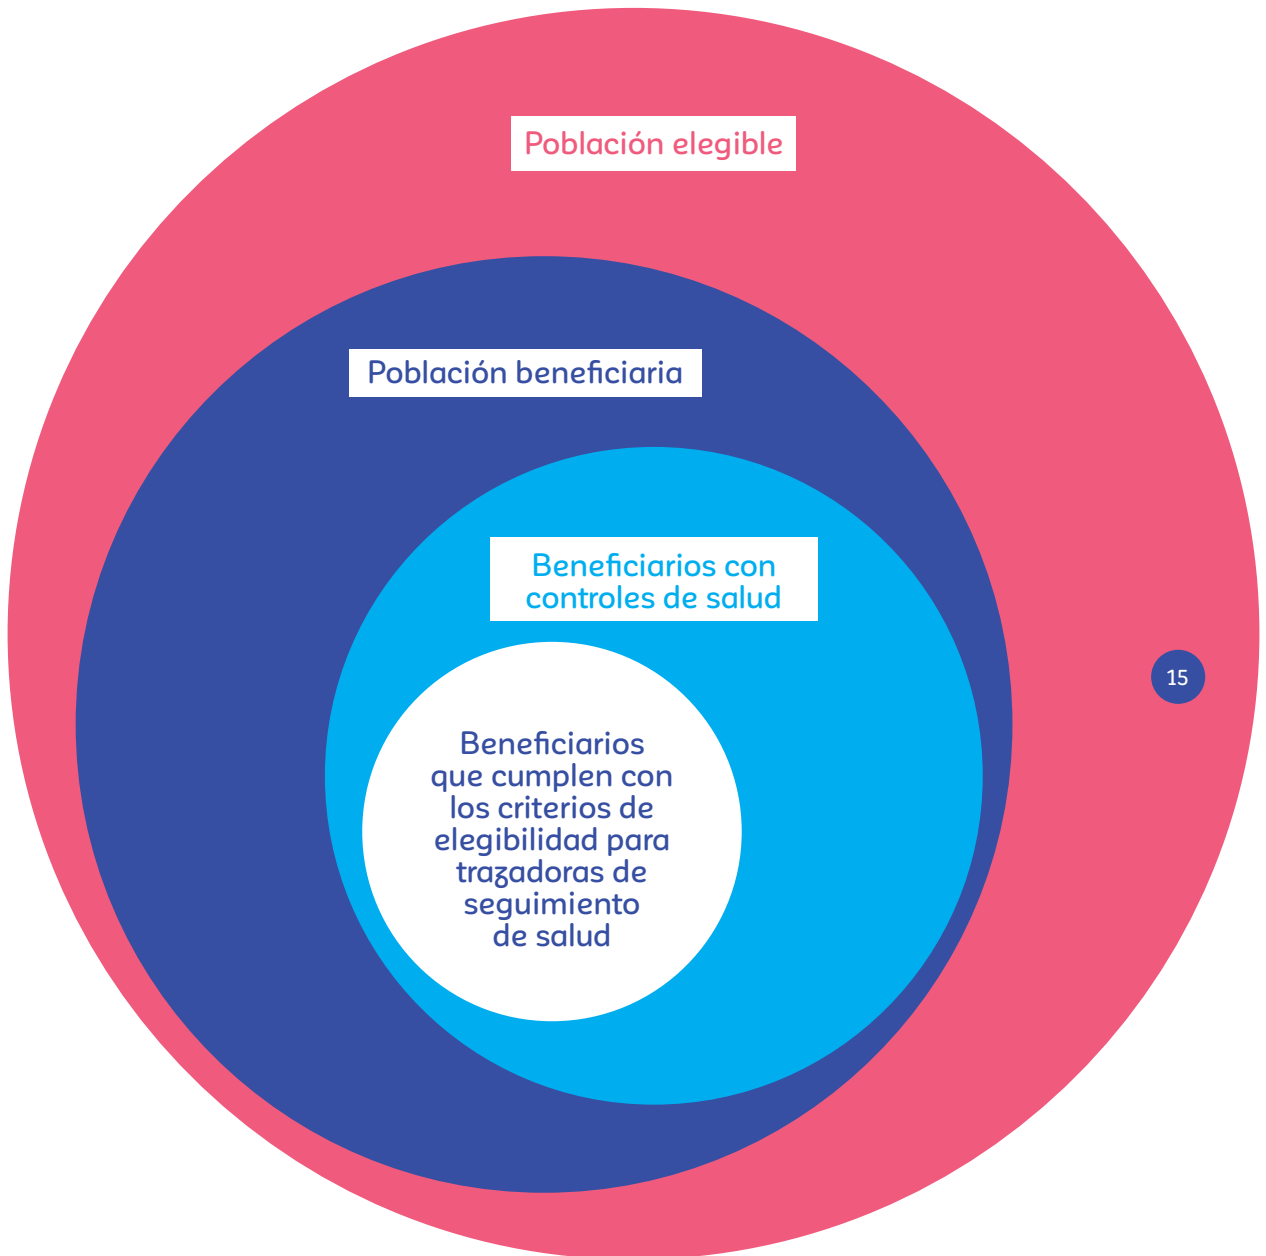 Población elegible
Población beneficiaria
Beneficiarios con
controles de salud
15
Beneficiarios
que cumplen con
los criterios de
elegibilidad para
trazadoras de
seguimiento
de salud